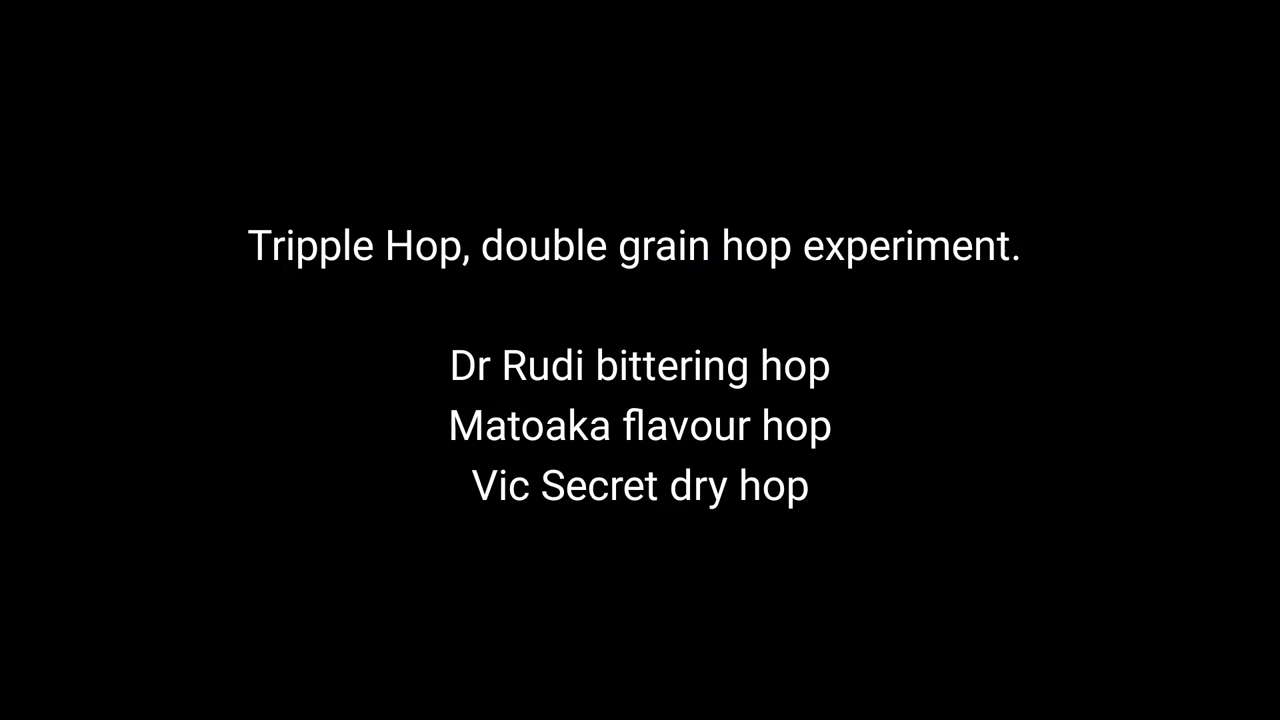 Tripple Hop, double grain hop experiment.
Dr Rudi bittering hop
Matoaka flavour hop
Vic Secret dry hop